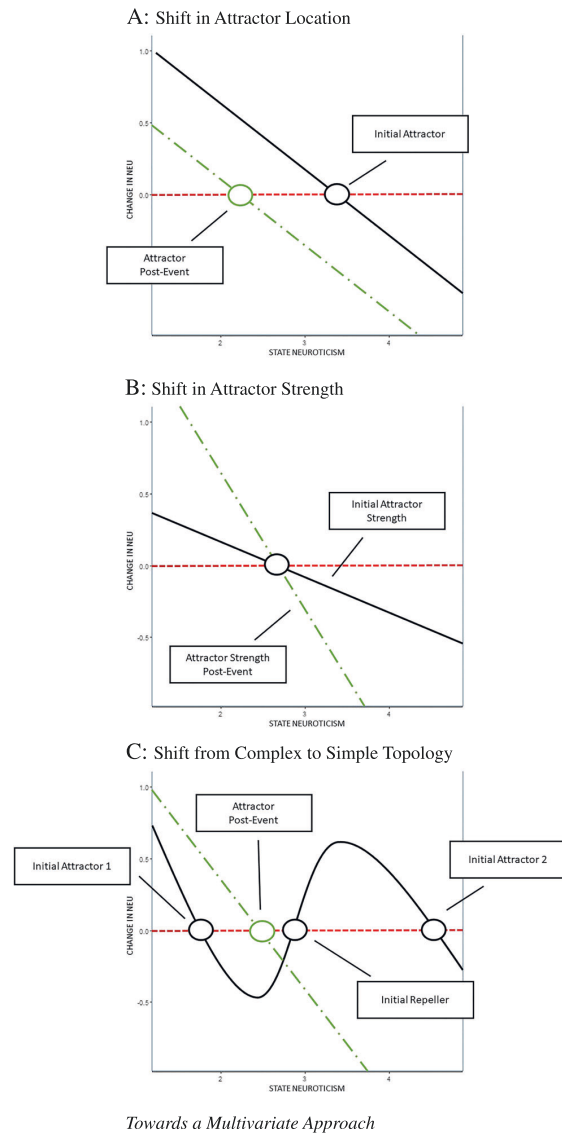 A: Shift in Attractor Location
1.0
0.5
0.0
CHANGE IN NEU
Initial Attractor
Attractor
Post-Event
2
3
4
STATE NEUROTICISM
B: Shift in Attractor Strength
1.0
0.5
0.0
-0.5
CHANGE IN NEU
Initial Attractor
Strength
Attractor Strength
Post-Event
2
3
4
STATE NEUROTICISM
C: Shift from Complex to Simple Topology
1.0
0.5
0.0
-0.5
CHANGE IN NEU
Attractor
Post-Event
Initial Attractor 1
Initial Attractor 2
Initial Repeller
2
3
4
STATE NEUROTICISM
Towards a Multivariate Approach